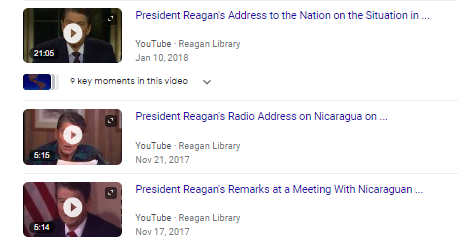 President Reagan's Address to the Nation on the Situation in ...
21:05
YouTube · Reagan Library
Jan 10, 2018
9 key moments in this video
President Reagan's Radio Address on Nicaragua on ...
5:15
YouTube · Reagan Library
Nov 21, 2017
President Reagan's Remarks at a Meeting With Nicaraguan ...
5:14
YouTube · Reagan Library
Nov 17, 2017